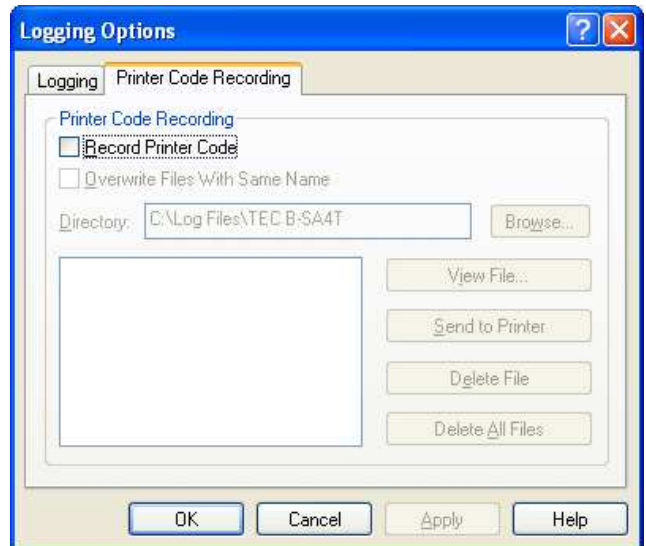 Logging Options
Logging Printer Code Recording
Printer Code Recording
Record Printer Code
Overwrite Files With Same Name
Directory: C:\Log Files\TEC B-SA4T Browse...
View File...
Send to Printer
Delete File
Delete All Files
OK Cancel Apply Help